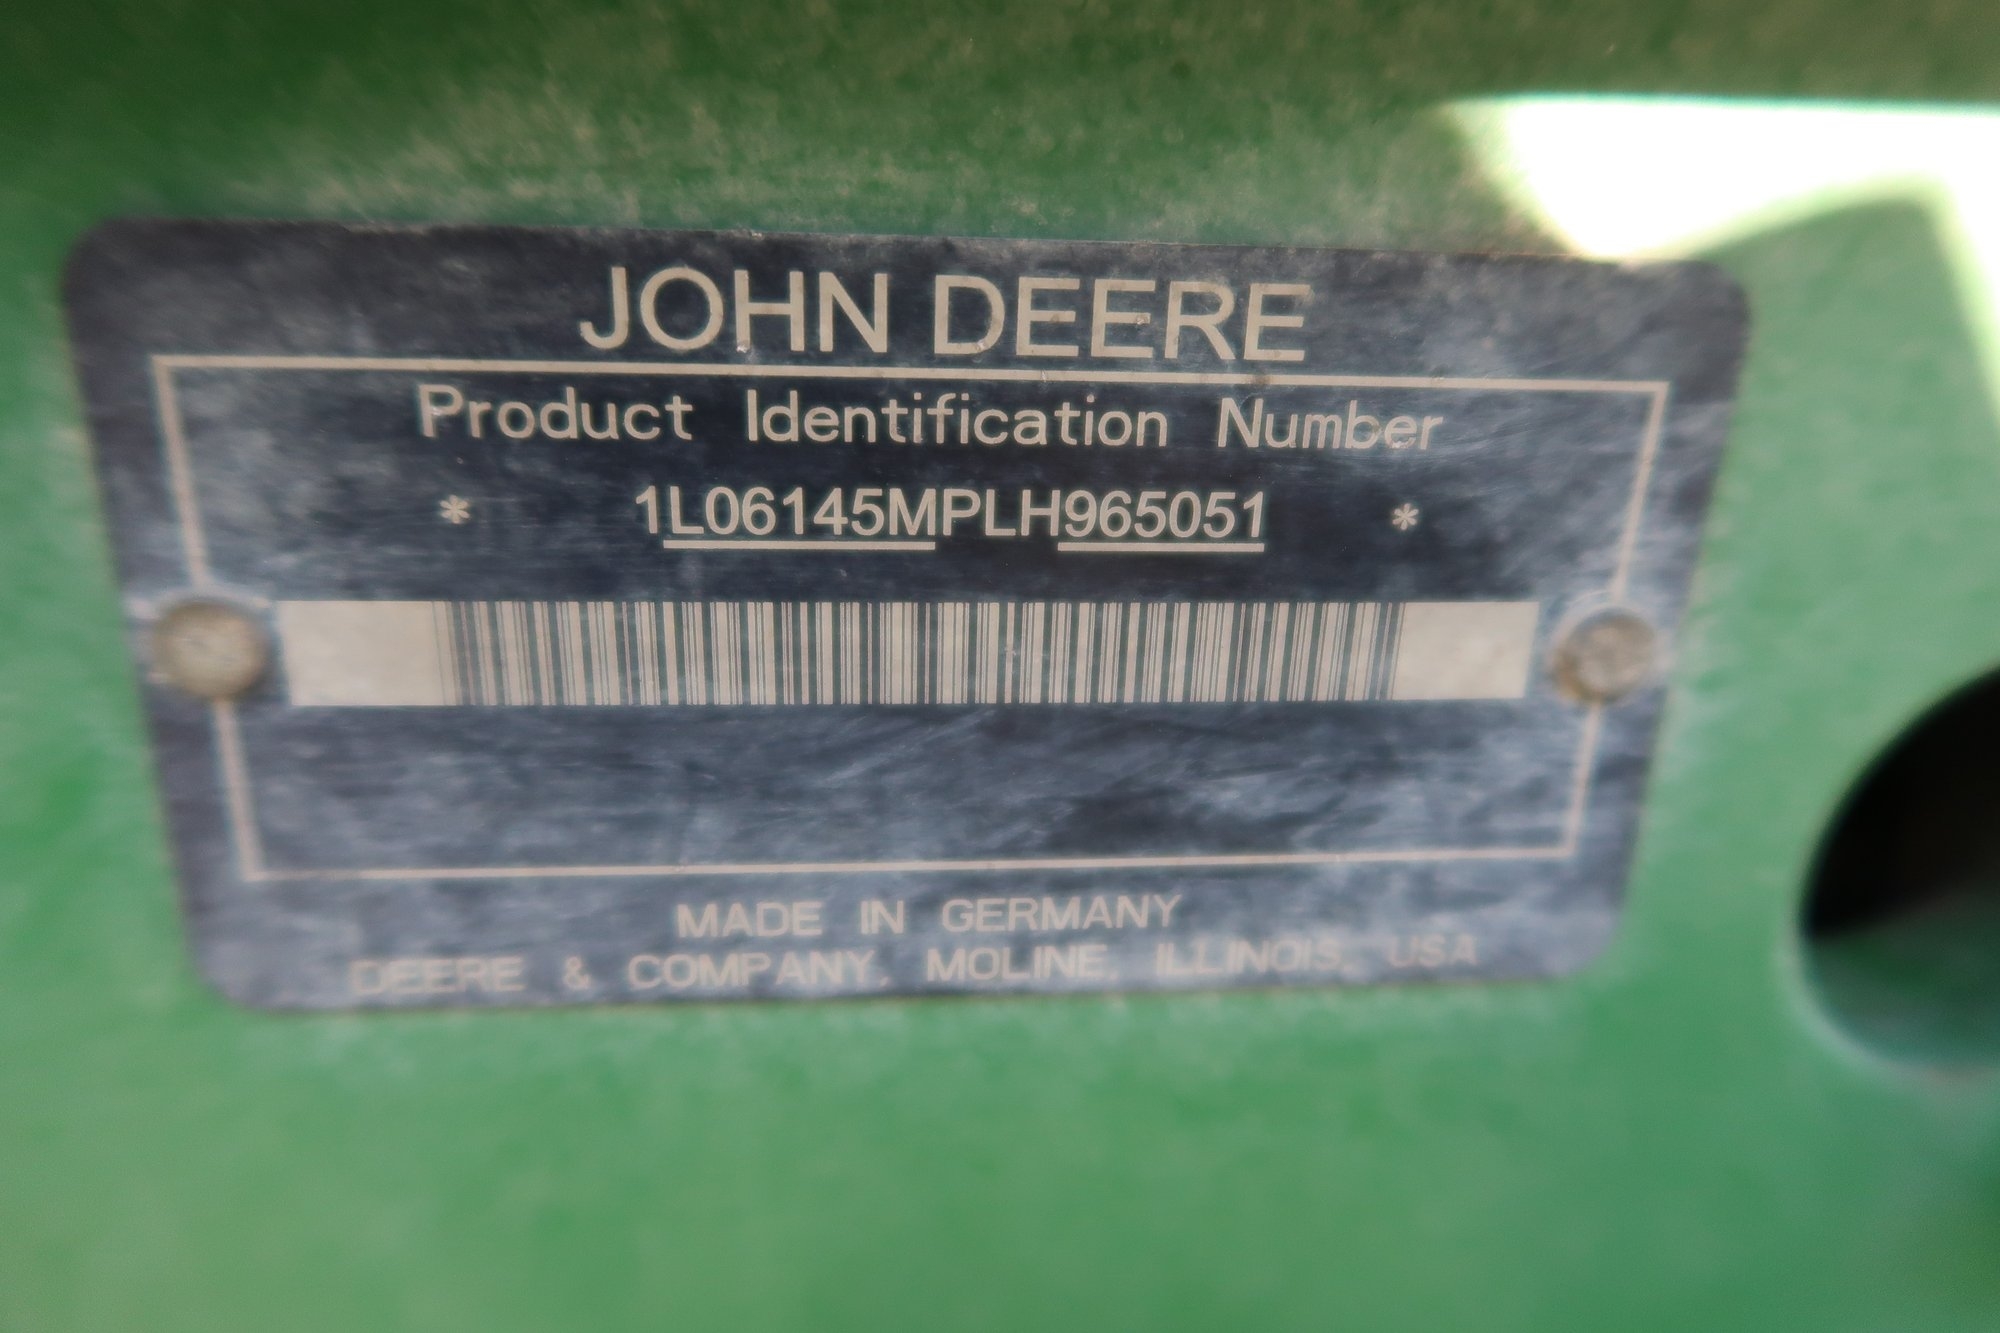 JOHN DEERE
Product Identification Number
* 1L06145MPLH965051 *
MADE IN GERMANY
DEERE & COMPANY, MOLINE, ILLINOIS, USA